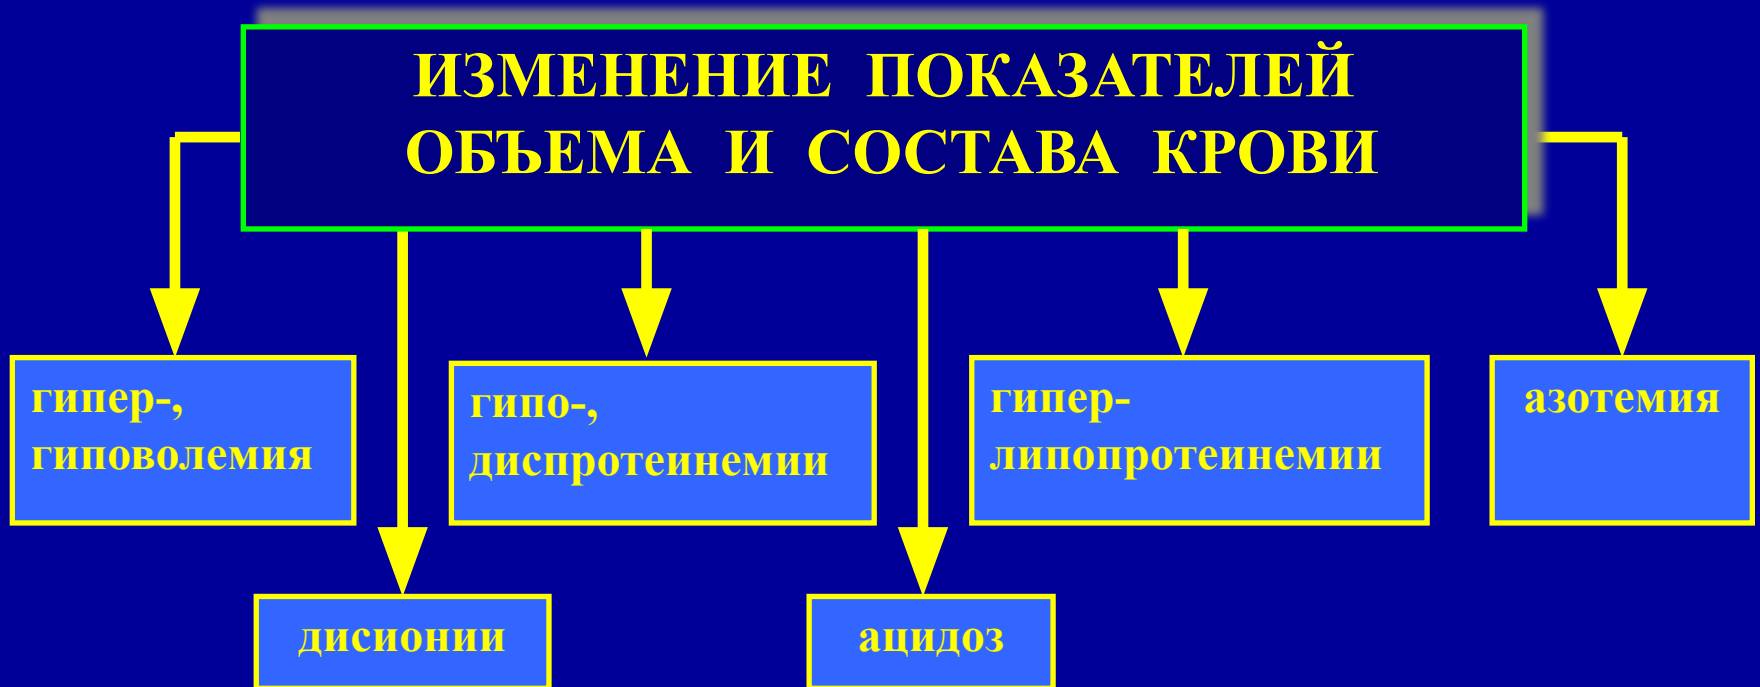 ИЗМЕНЕНИЕ ПОКАЗАТЕЛЕЙ
ОБЪЕМА И СОСТАВА КРОВИ
гипер-,
гиповолемия
гипо-,
диспротеинемии
гипер-
липопротеинемии
азотемия
дисионии
ацидоз